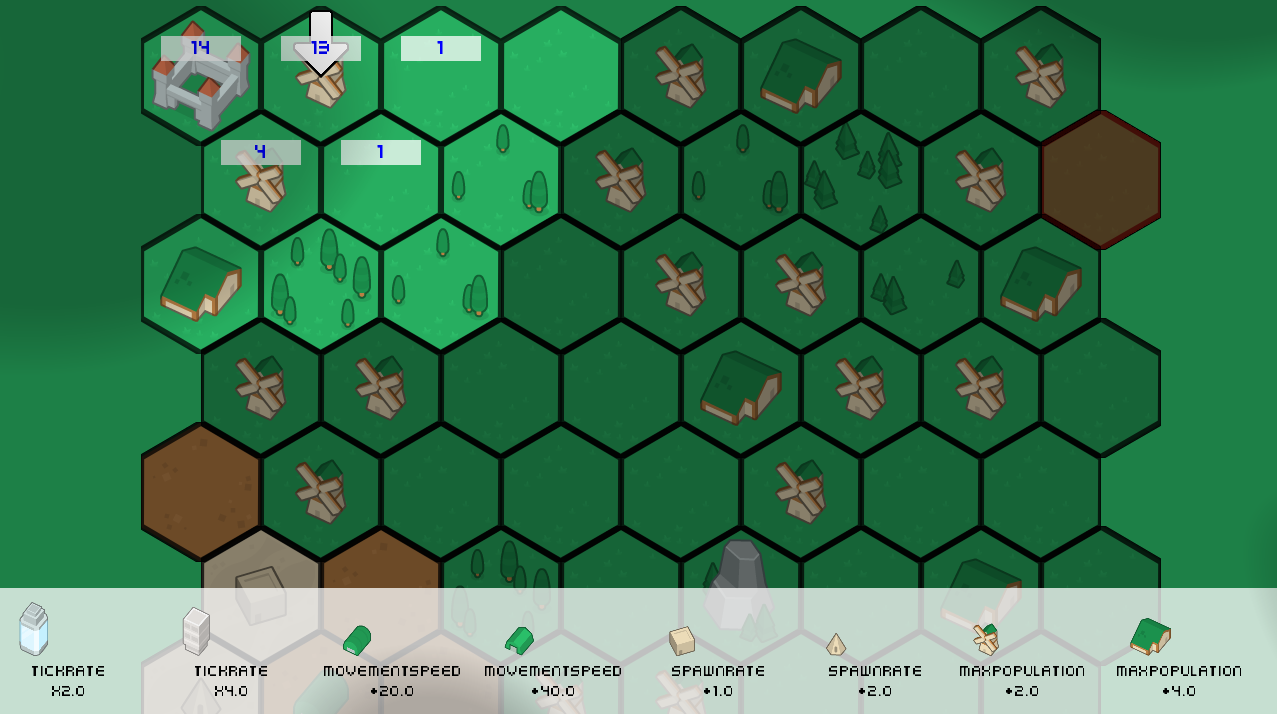 14 13 1
4 1
TICKRATE TICKRATE MOVEMENTSPEED MOVEMENTSPEED SPAWNRATE SPAWNRATE MAXPOPULATION MAXPOPULATION
X2.0 X4.0 +20.0 +40.0 +1.0 +2.0 +2.0 +4.0